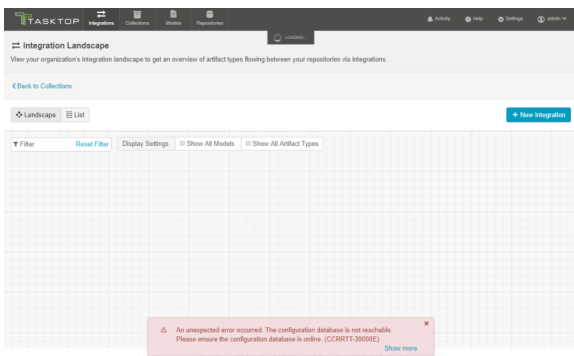 TASKTOP
Integrations Collections Models Repositories Activity Help Settings admin
LOADING...
Integration Landscape
View your organization's integration landscape to get an overview of artifact types flowing between your repositories via integrations.
Back to Collections
Landscape List + New Integration
Filter Reset Filter Display Settings Show All Models Show All Artifact Types
An unexpected error occurred. The configuration database is not reachable.
Please ensure the configuration database is online. (CCRRTT-30000E)
Show more